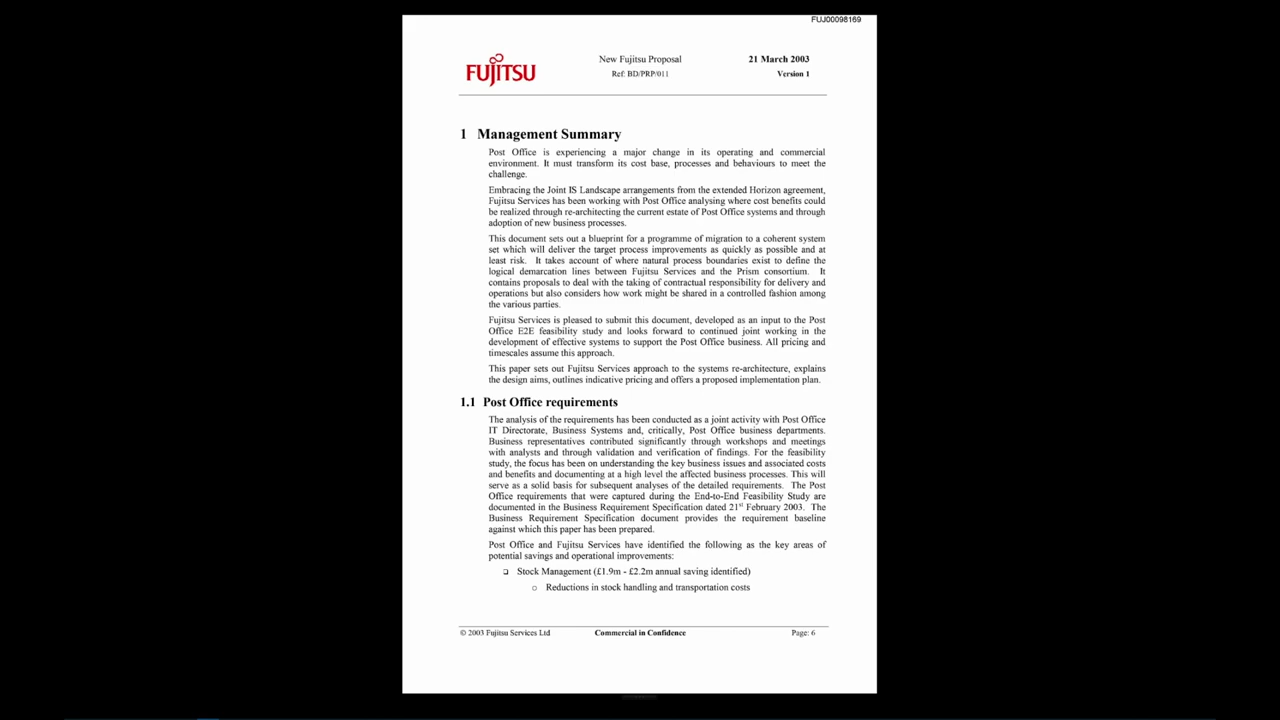 FUJ00098169
FUJITSU
New Fujitsu Proposal
Ref: BD/PRP/011
21 March 2003
Version 1
1 Management Summary
Post Office is experiencing a major change in its operating and commercial
environment. It must transform its cost base, processes and behaviours to meet the
challenge.
Embracing the Joint IS Landscape arrangements from the extended Horizon agreement,
Fujitsu Services has been working with Post Office analysing where cost benefits could
be realized through re-architecting the current estate of Post Office systems and through
adoption of new business processes.
This document sets out a blueprint for a programme of migration to a coherent system
set which will deliver the target process improvements as quickly as possible and at
least risk. It takes account of where natural process boundaries exist to define the
logical demarcation lines between Fujitsu Services and the Prism consortium. It
contains proposals to deal with the taking of contractual responsibility for delivery and
operations but also considers how work might be shared in a controlled fashion among
the various parties.
Fujitsu Services is pleased to submit this document, developed as an input to the Post
Office E2E feasibility study and looks forward to continued joint working in the
development of effective systems to support the Post Office business. All pricing and
timescales assume this approach.
This paper sets out Fujitsu Services approach to the systems re-architecture, explains
the design aims, outlines indicative pricing and offers a proposed implementation plan.
1.1 Post Office requirements
The analysis of the requirements has been conducted as a joint activity with Post Office
IT Directorate, Business Systems and, critically, Post Office business departments.
Business representatives contributed significantly through workshops and meetings
with analysts and through validation and verification of findings. For the feasibility
study, the focus has been on understanding the key business issues and associated costs
and benefits and documenting at a high level the affected business processes. This will
serve as a solid basis for subsequent analyses of the detailed requirements. The Post
Office requirements that were captured during the End-to-End Feasibility Study are
documented in the Business Requirement Specification dated 21st February 2003. The
Business Requirement Specification document provides the requirement baseline
against which this paper has been prepared.
Post Office and Fujitsu Services have identified the following as the key areas of
potential savings and operational improvements:
❑ Stock Management (£1.9m - £2.2m annual saving identified)
○ Reductions in stock handling and transportation costs
© 2003 Fujitsu Services Ltd
Commercial in Confidence
Page: 6